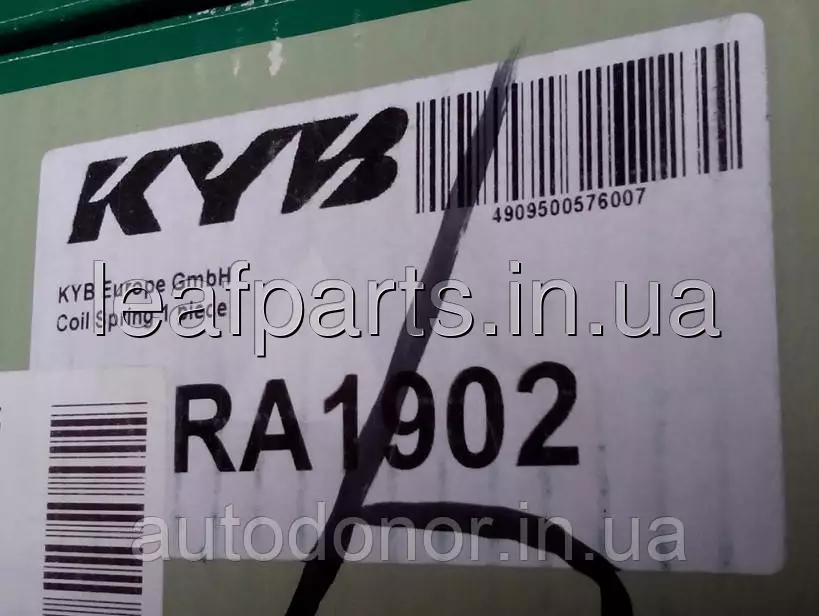 KYB
4909500576007
KYB Europe GmbH
Coil Spring 1 piece
leafparts.in.ua
RA1902
autodonor.in.ua